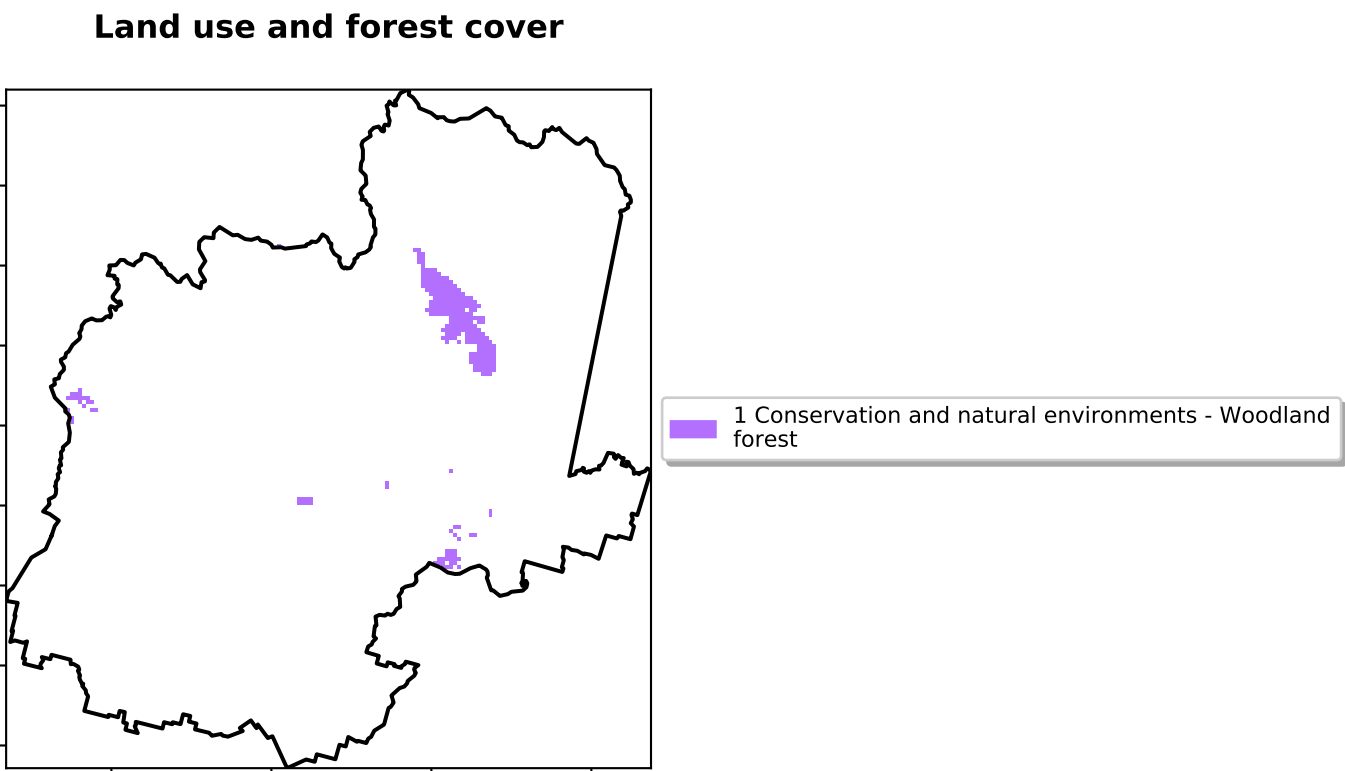 Land use and forest cover
1 Conservation and natural environments - Woodland
forest